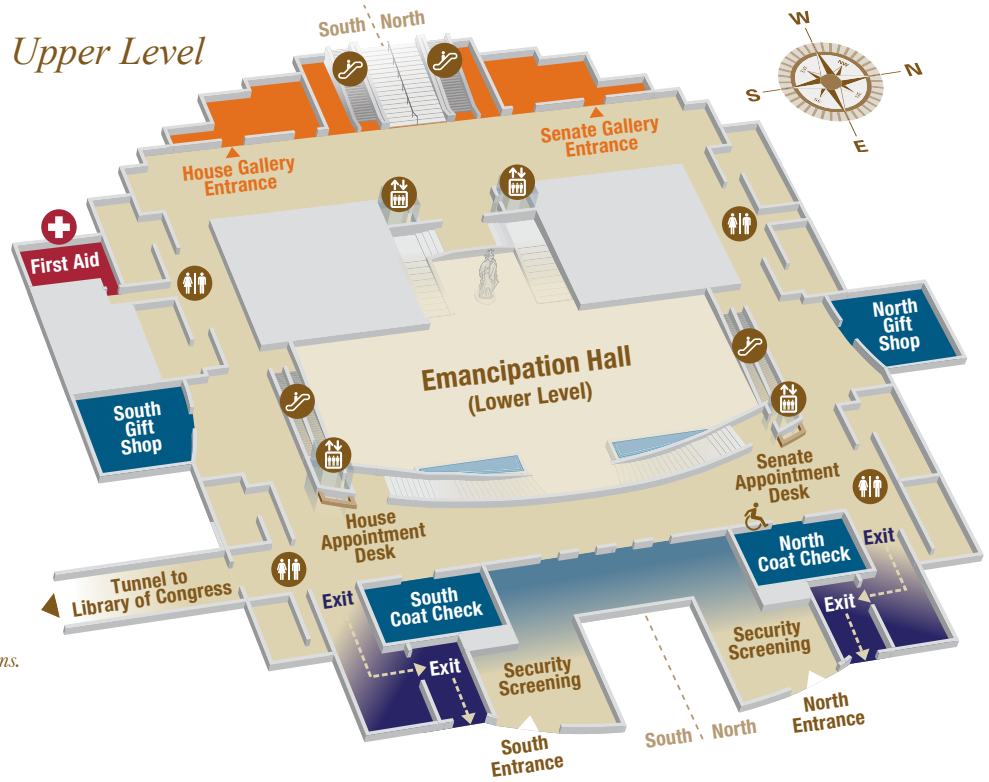 Upper Level
South North
W
N
S
E
NW
House Gallery
Entrance
Senate Gallery
Entrance
First Aid
North
Gift
Shop
Emancipation Hall
(Lower Level)
South
Gift
Shop
Senate
Appointment
Desk
House
Appointment
Desk
Exit
North
Coat Check
Tunnel to
Library of Congress
Exit
South
Coat Check
Exit
Exit
Security
Screening
Security
Screening
ns.
North
Entrance
South North
South
Entrance